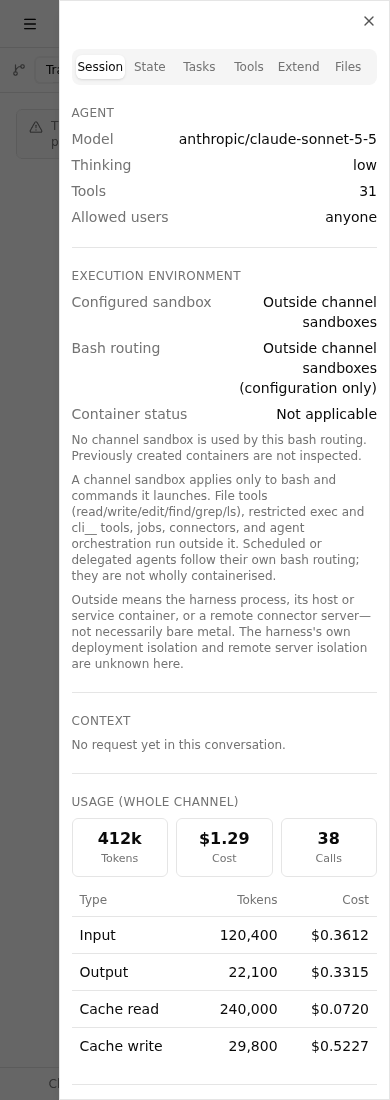 Session State Tasks Tools Extend Files
AGENT
Model anthropic/claude-sonnet-5-5
Thinking low
Tools 31
Allowed users anyone
EXECUTION ENVIRONMENT
Configured sandbox Outside channel
sandboxes
Bash routing Outside channel
sandboxes
(configuration only)
Container status Not applicable
No channel sandbox is used by this bash routing.
Previously created containers are not inspected.
A channel sandbox applies only to bash and
commands it launches. File tools
(read/write/edit/find/grep/ls), restricted exec and
cli__ tools, jobs, connectors, and agent
orchestration run outside it. Scheduled or
delegated agents follow their own bash routing;
they are not wholly containerised.
Outside means the harness process, its host or
service container, or a remote connector server—
not necessarily bare metal. The harness's own
deployment isolation and remote server isolation
are unknown here.
CONTEXT
No request yet in this conversation.
USAGE (WHOLE CHANNEL)
412k $1.29 38
Tokens Cost Calls
Type Tokens Cost
Input 120,400 $0.3612
Output 22,100 $0.3315
Cache read 240,000 $0.0720
Cache write 29,800 $0.5227